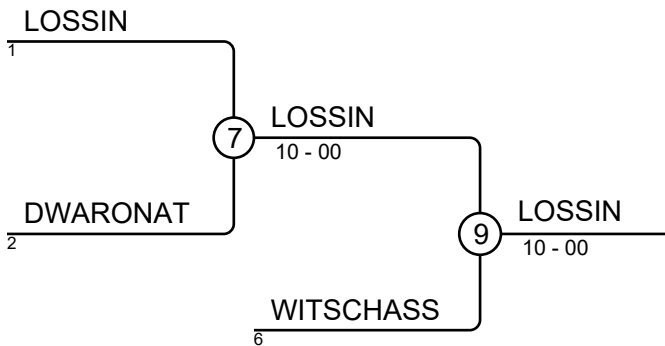 LOSSIN
1
7
LOSSIN
10 - 00
DWARONAT
2
9
LOSSIN
10 - 00
WITSCHASS
6